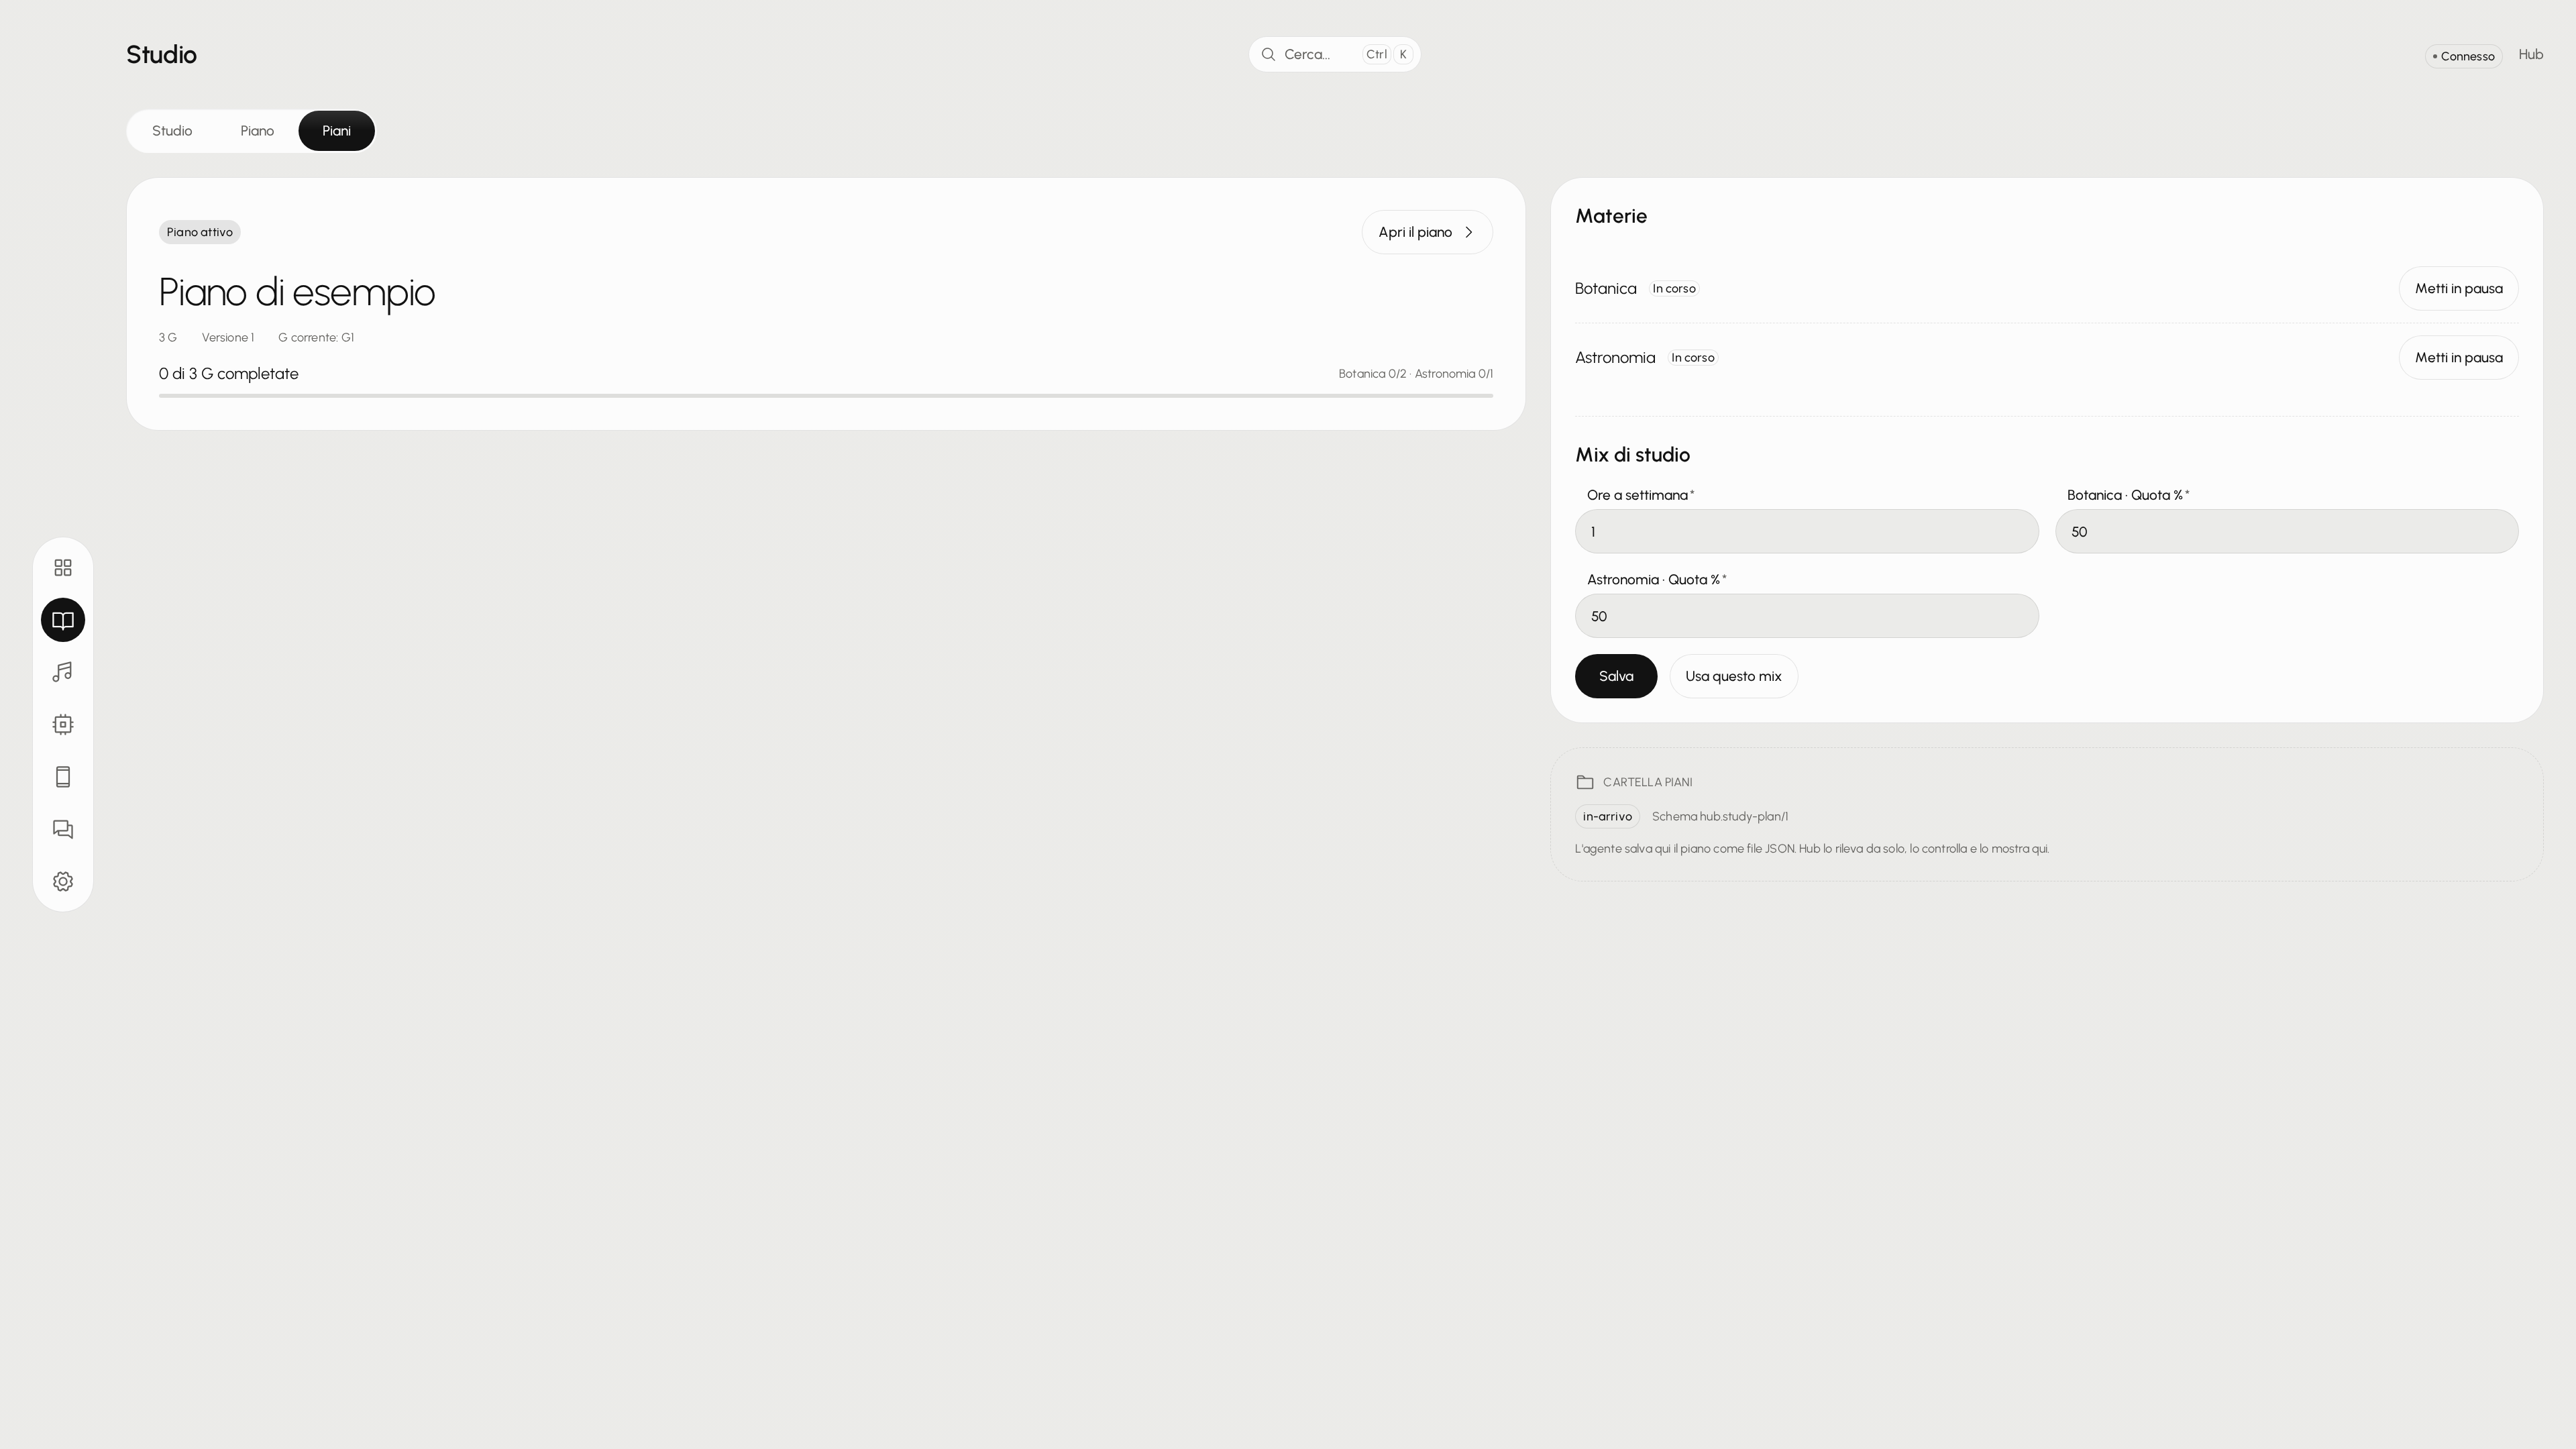 Studio
Cerca... Ctrl K
Connesso Hub
Studio Piano Piani
Piano attivo
Apri il piano
Piano di esempio
3 G Versione 1 G corrente: G1
0 di 3 G completate
Botanica 0/2 · Astronomia 0/1
Materie
Botanica In corso Metti in pausa
Astronomia In corso Metti in pausa
Mix di studio
Ore a settimana* Botanica · Quota %*
1 50
Astronomia · Quota %*
50
Salva Usa questo mix
CARTELLA PIANI
in-arrivo Schema hub.study-plan/1
L'agente salva qui il piano come file JSON. Hub lo rileva da solo, lo controlla e lo mostra qui.